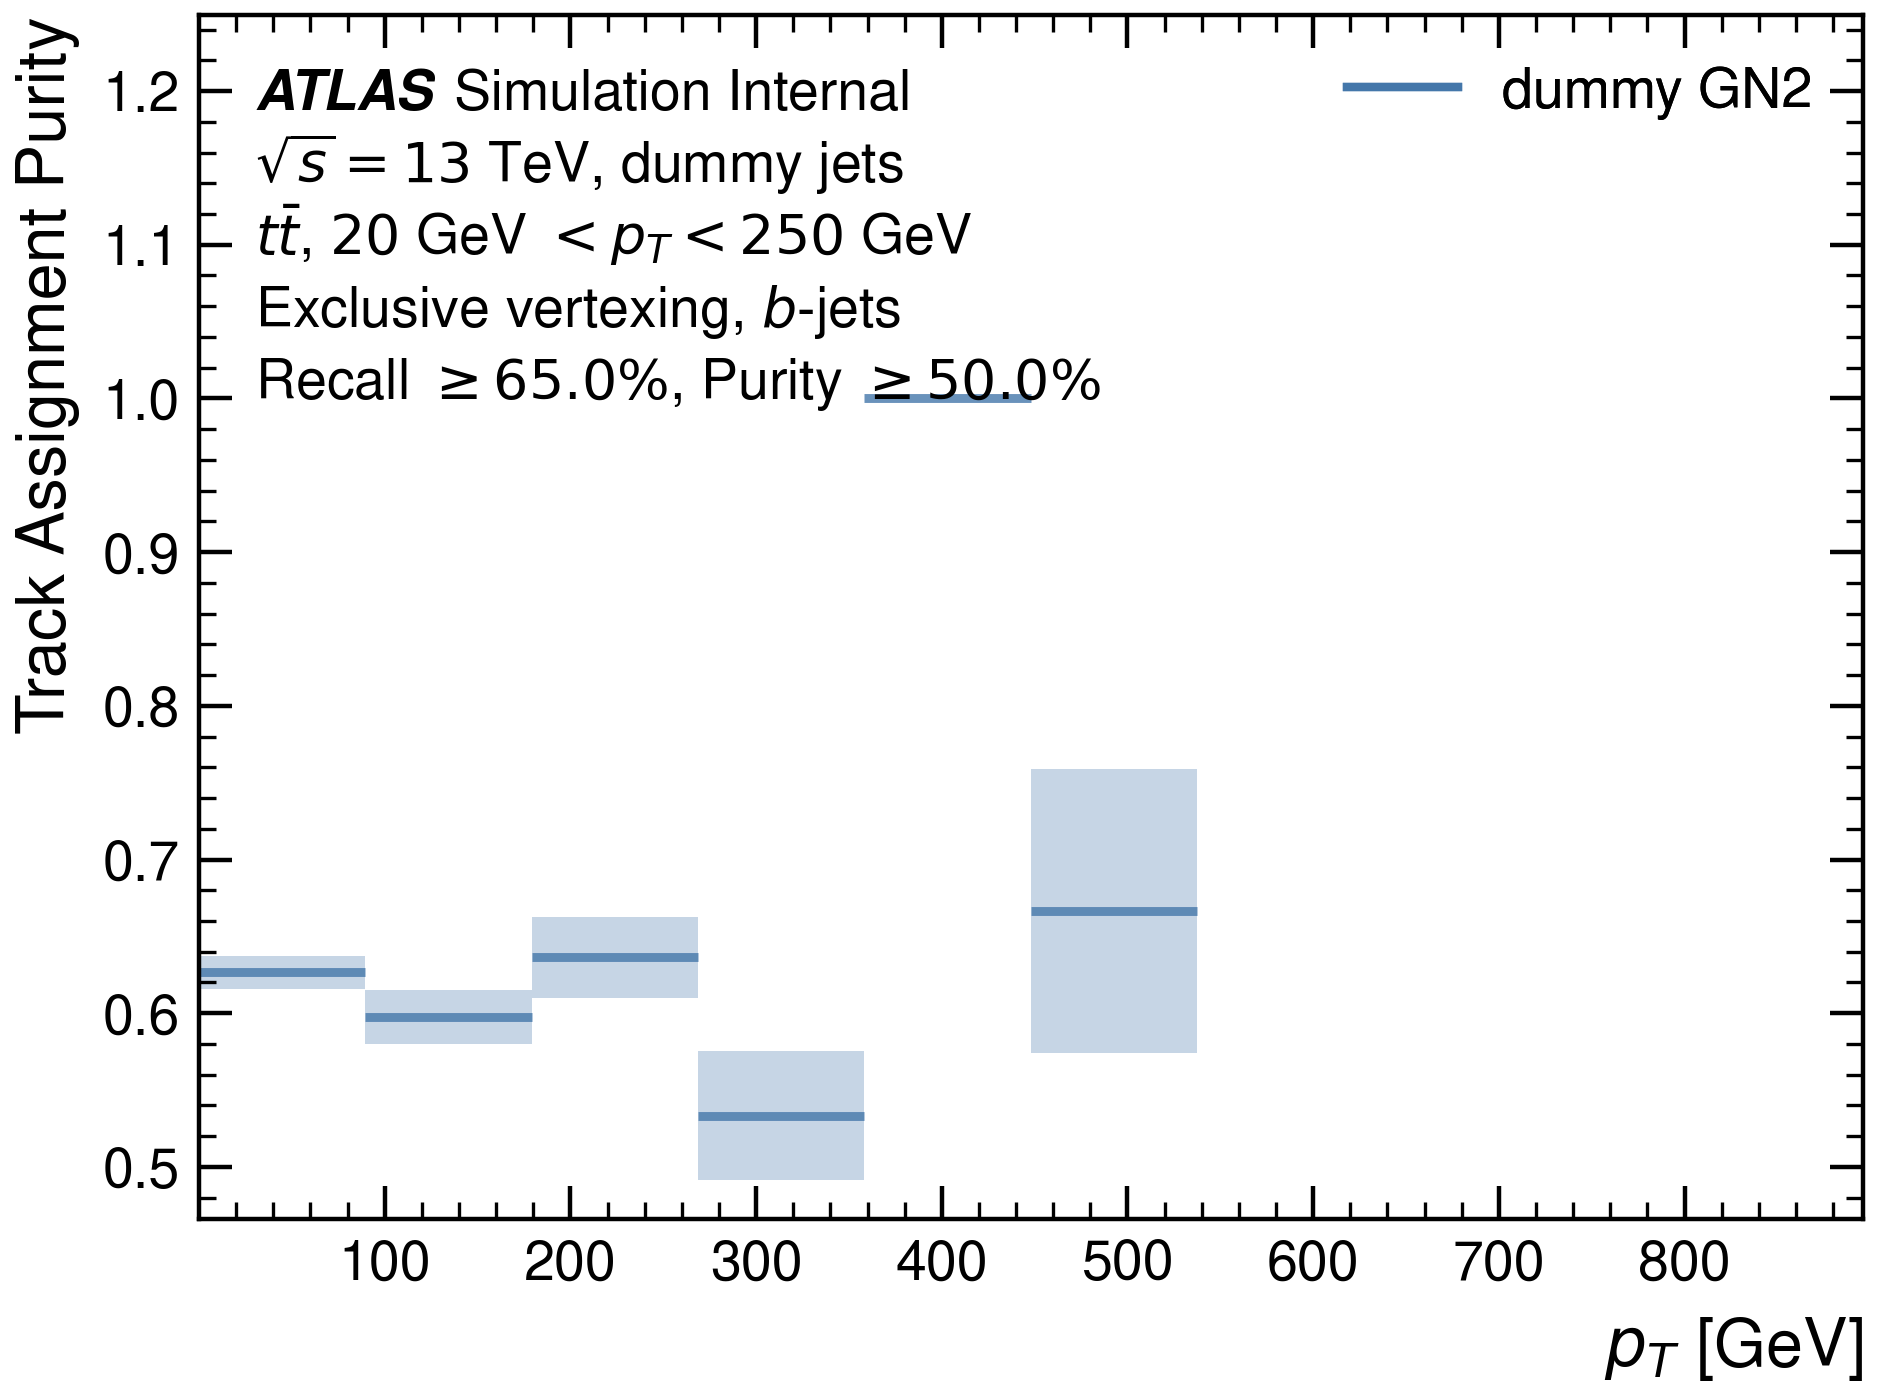 Track Assignment Purity
1.2
1.1
1.0
0.9
0.8
0.7
0.6
0.5
ATLAS Simulation Internal
√s = 13 TeV, dummy jets
tt̄, 20 GeV < p_T < 250 GeV
Exclusive vertexing, b-jets
Recall ≥ 65.0%, Purity ≥ 50.0%
dummy GN2
100 200 300 400 500 600 700 800
p_T [GeV]